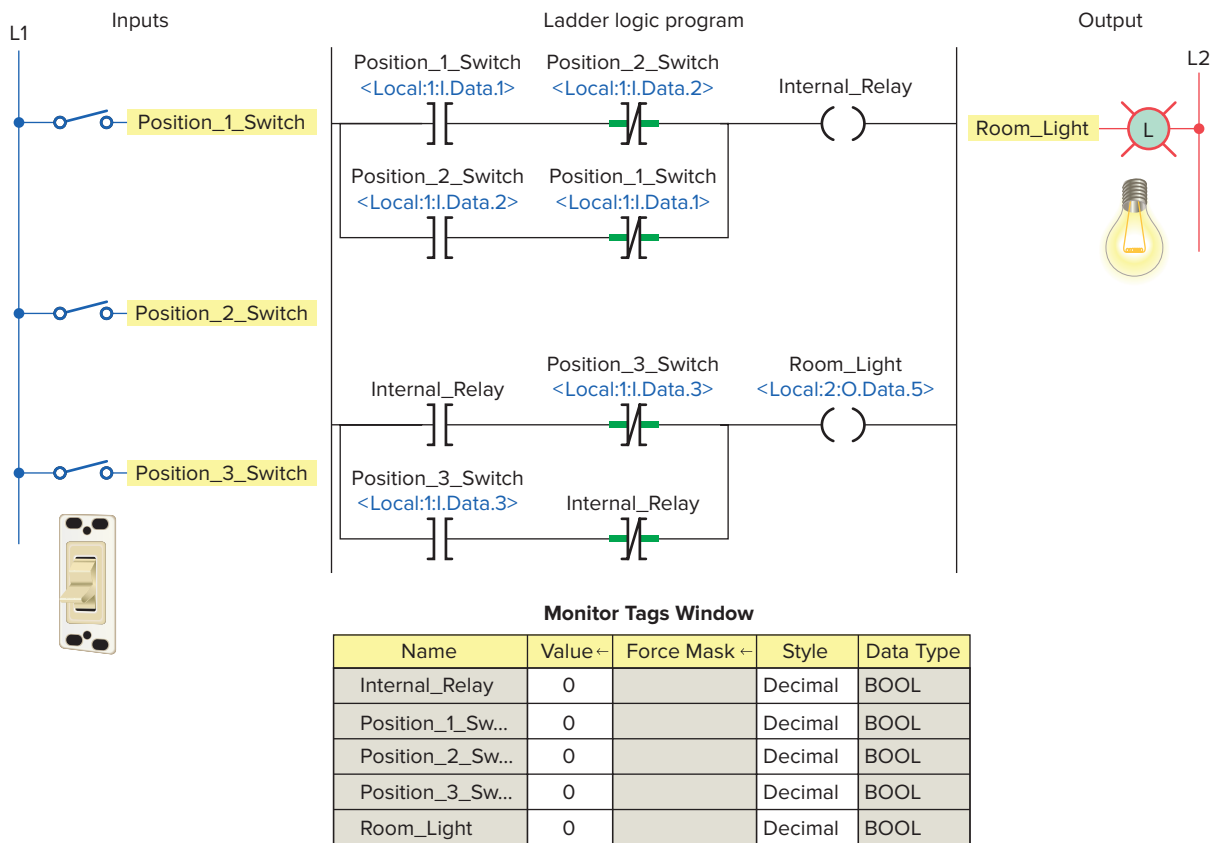 Inputs
Ladder logic program
Output
L1
L2
Position_1_Switch
Position_2_Switch
<Local:1:I.Data.1>
<Local:1:I.Data.2>
Internal_Relay
Position_1_Switch
Room_Light
L
Position_2_Switch
Position_1_Switch
<Local:1:I.Data.2>
<Local:1:I.Data.1>
Position_2_Switch
Position_3_Switch
Room_Light
Internal_Relay
<Local:1:I.Data.3>
<Local:2:O.Data.5>
Position_3_Switch
Position_3_Switch
<Local:1:I.Data.3>
Internal_Relay
Monitor Tags Window
Name Value← Force Mask← Style Data Type
Internal_Relay 0 Decimal BOOL
Position_1_Sw... 0 Decimal BOOL
Position_2_Sw... 0 Decimal BOOL
Position_3_Sw... 0 Decimal BOOL
Room_Light 0 Decimal BOOL